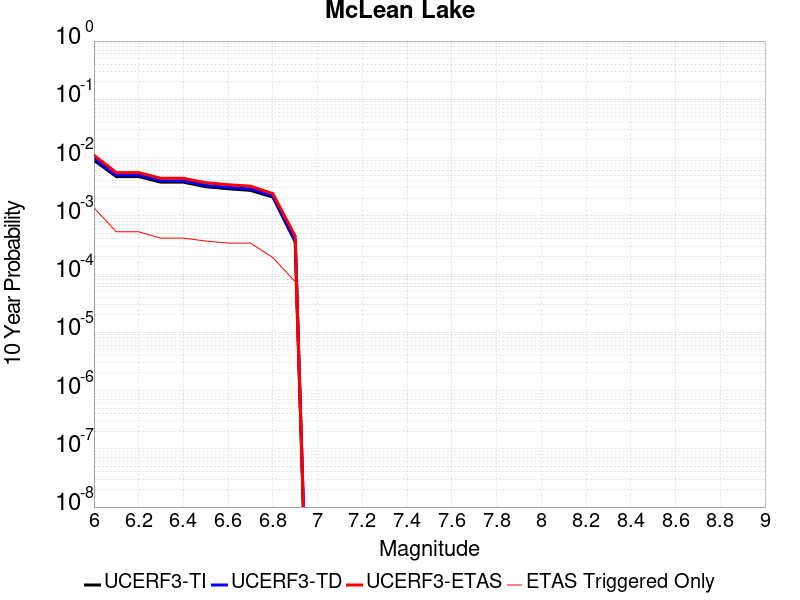 McLean Lake
10^0
10^-1
10^-2
10^-3
10^-4
10^-5
10^-6
10^-7
10^-8
10 Year Probability
6 6.2 6.4 6.6 6.8 7 7.2 7.4 7.6 7.8 8 8.2 8.4 8.6 8.8 9
Magnitude
UCERF3-TI UCERF3-TD UCERF3-ETAS ETAS Triggered Only